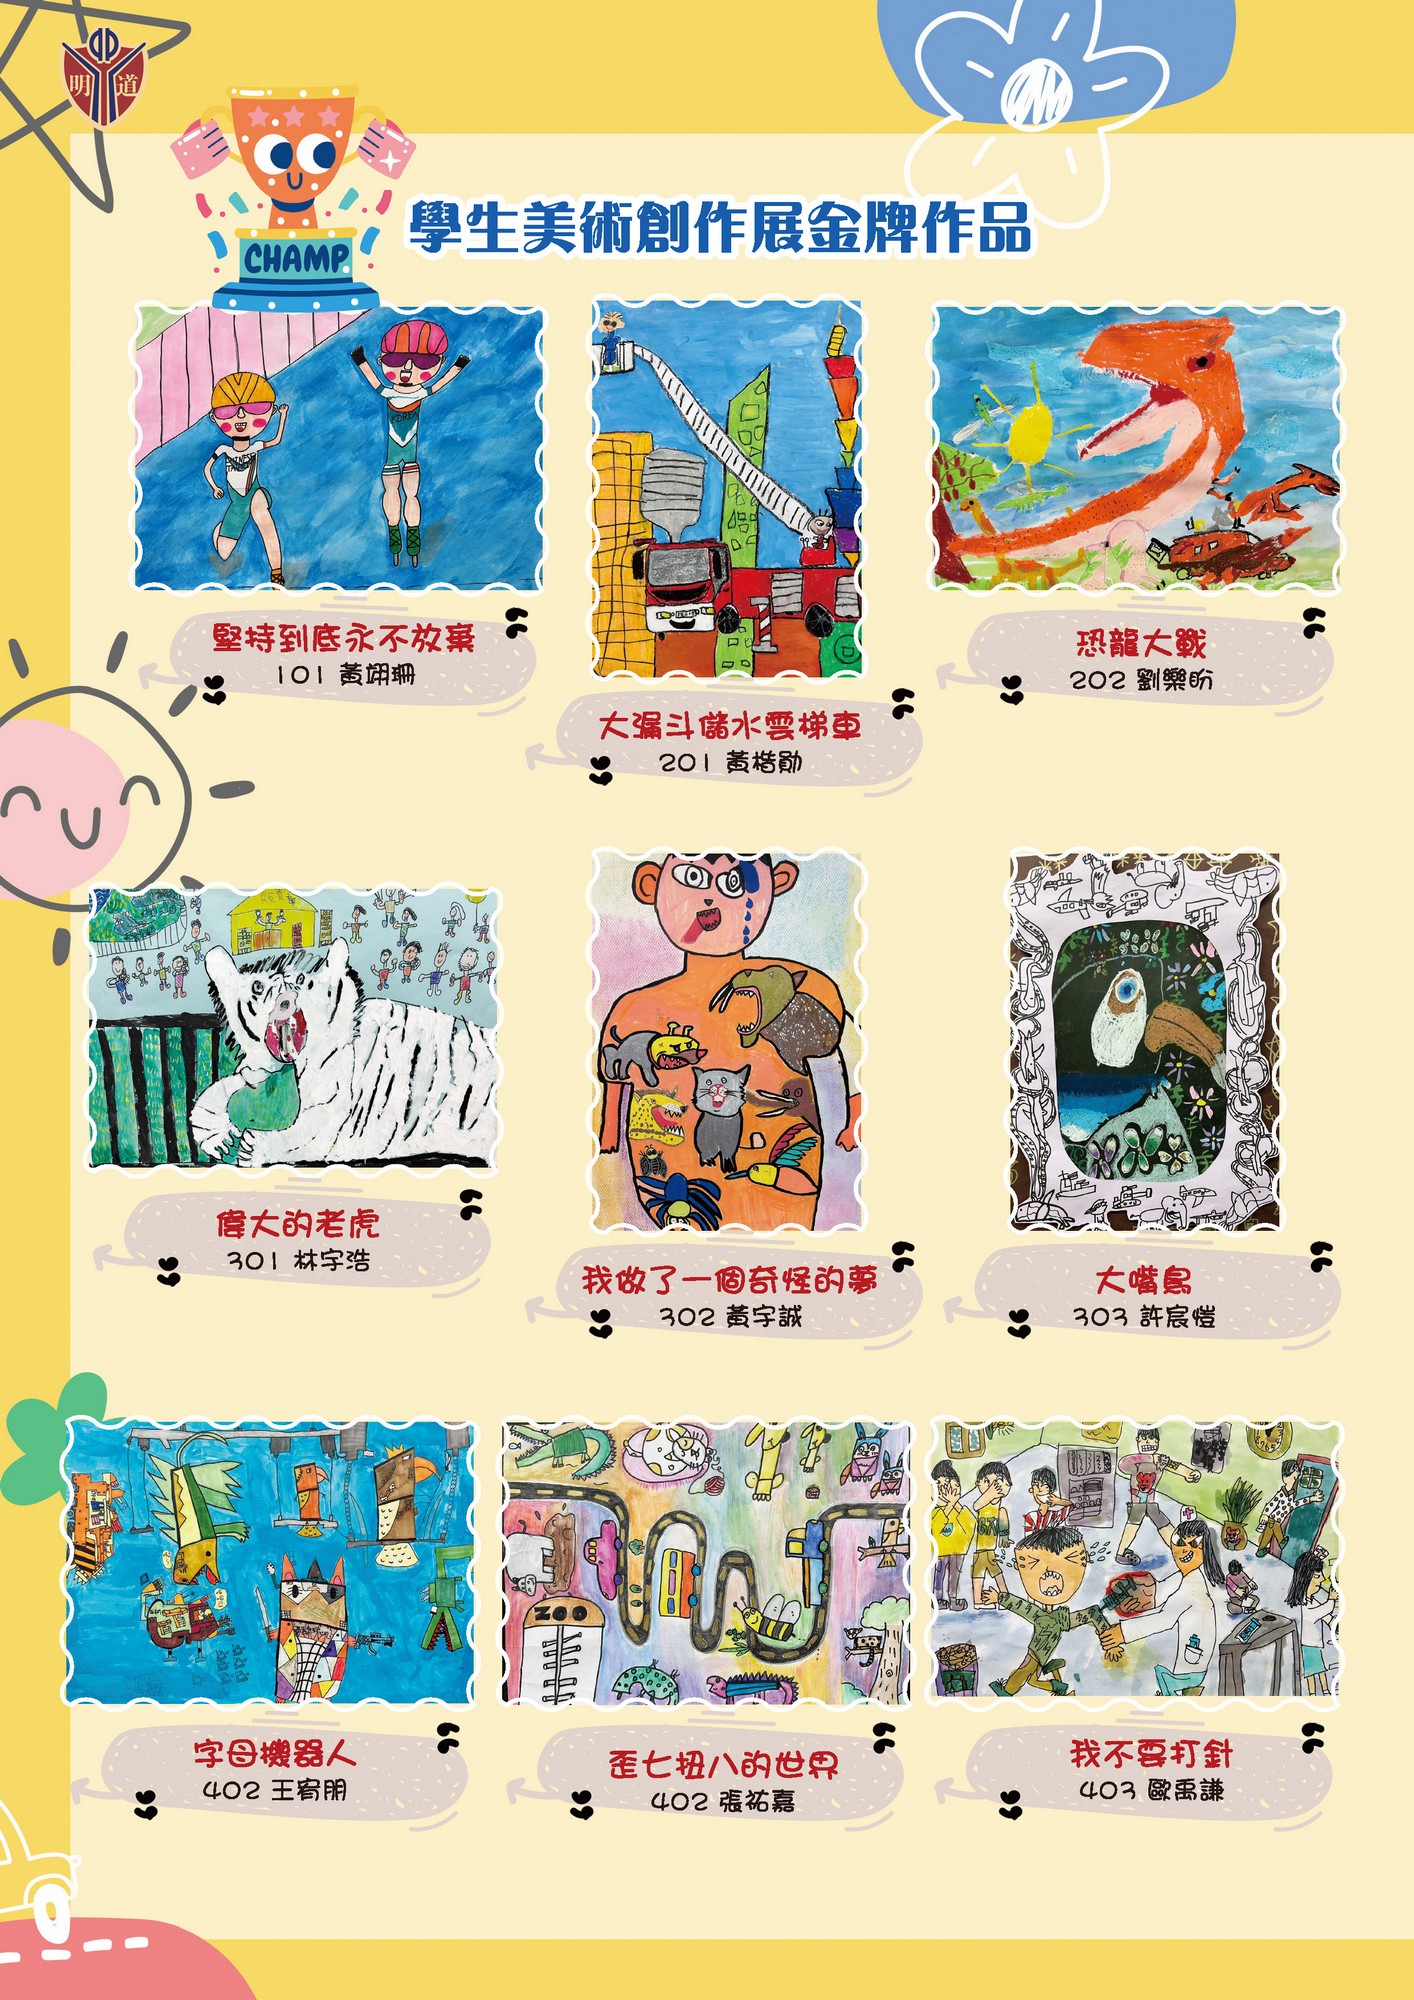 明道
CHAMP
學生美術創作展金牌作品
KOREA
堅持到底永不放棄
101 黃翊珊
大漏斗儲水雲梯車
201 黃楷勛
恐龍大戰
202 劉樂盼
偉大的老虎
301 林宇浩
我做了一個奇怪的夢
302 黃宇誠
大嘴鳥
303 許宸愷
ZOO
字母機器人
402 王宥朋
歪七扭八的世界
402 張祐嘉
我不要打針
403 歐禹謙